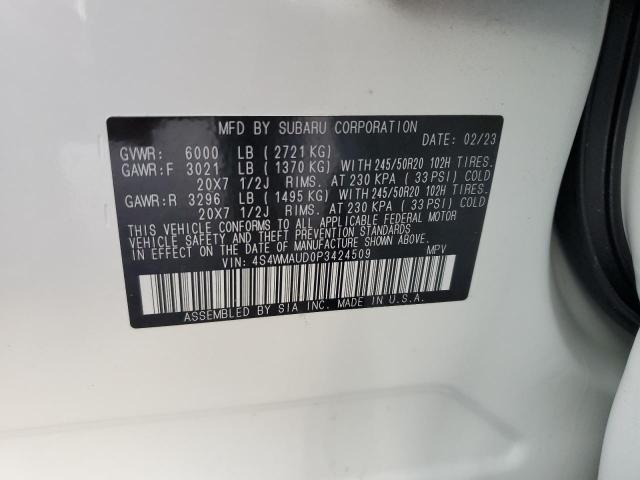 MFD BY SUBARU CORPORATION
DATE: 02/23
GVWR: 6000 LB ( 2721 KG)
GAWR:F 3021 LB ( 1370 KG) WITH 245/50R20 102H TIRES.
20X7 1/2J RIMS. AT 230 KPA ( 33 PSI) COLD
GAWR:R 3296 LB ( 1495 KG) WITH 245/50R20 102H TIRES.
20X7 1/2J RIMS. AT 230 KPA ( 33 PSI) COLD
THIS VEHICLE CONFORMS TO ALL APPLICABLE FEDERAL MOTOR
VEHICLE SAFETY AND THEFT PREVENTION STANDARDS IN
EFFECT ON THE DATE OF MANUFACTURE SHOWN ABOVE.
VIN: 4S4WMAUD0P3424509 MPV
ASSEMBLED BY SIA INC. MADE IN U.S.A.